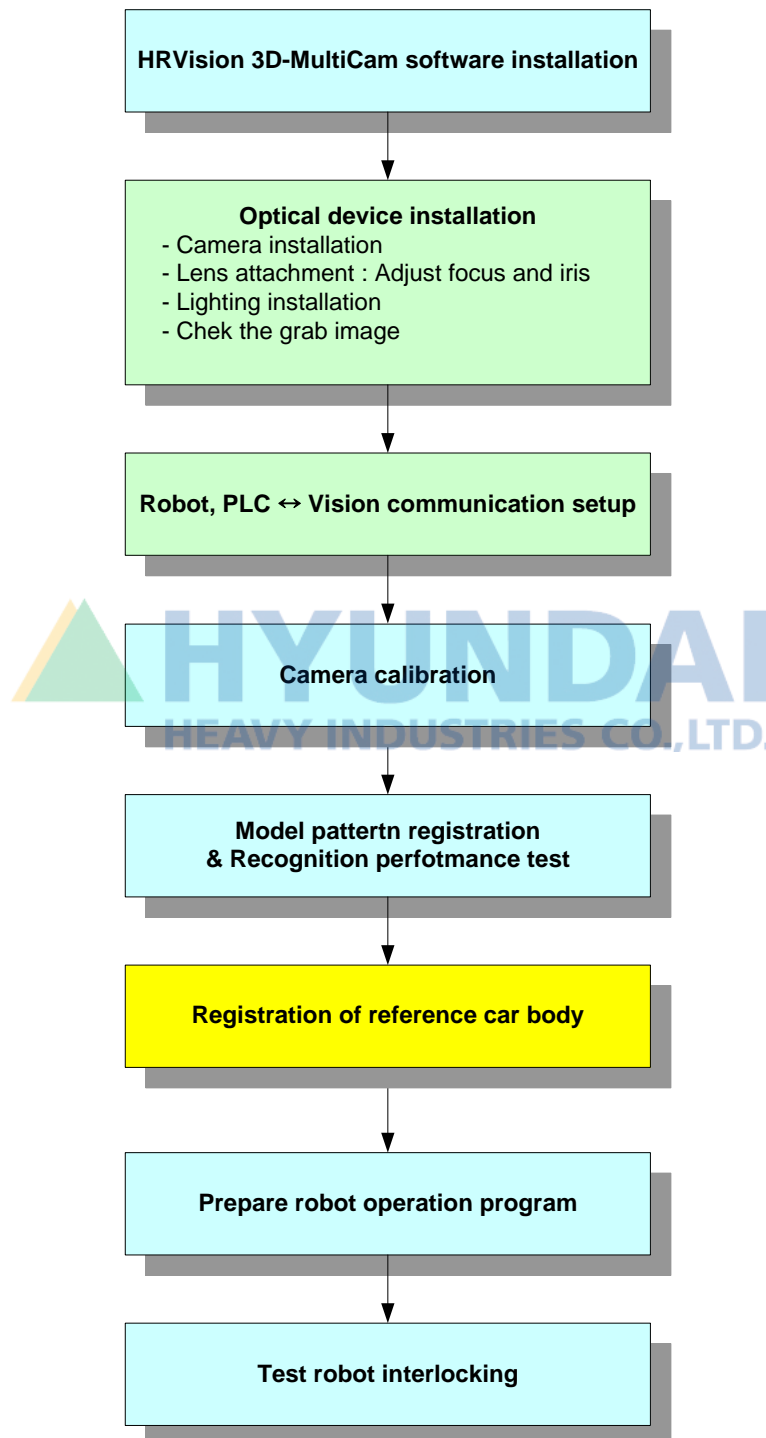 HRVision 3D-MultiCam software installation
Optical device installation
- Camera installation
- Lens attachment : Adjust focus and iris
- Lighting installation
- Chek the grab image
Robot, PLC ↔ Vision communication setup
HYUNDAI
Camera calibration
HEAVY INDUSTRIES CO.,LTD.
Model pattertn registration
& Recognition perfotmance test
Registration of reference car body
Prepare robot operation program
Test robot interlocking